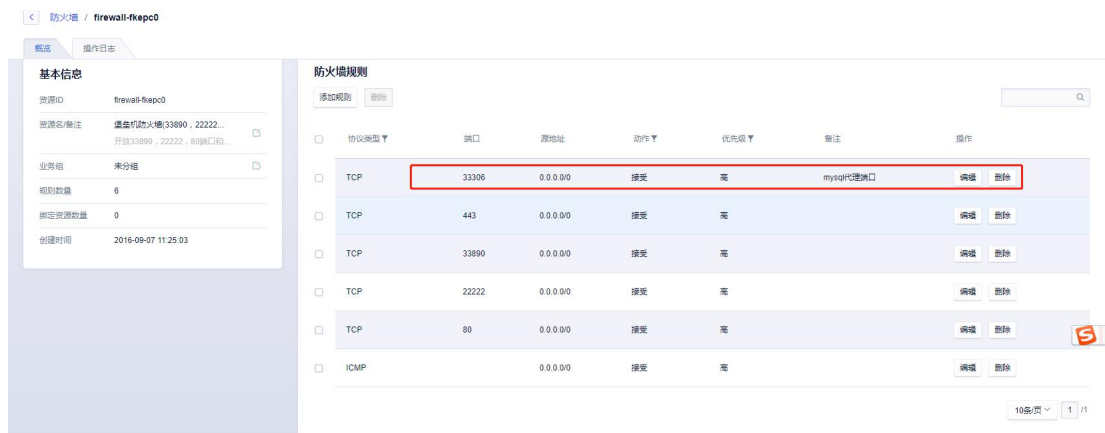 防火墙 / firewall-fkepc0
概览 操作日志
基本信息
资源ID firewall-fkepc0
资源名/备注 堡垒机防火墙(33890，22222...
开放33890，22222，80端口和...
业务组 未分组
规则数量 6
绑定资源数量 0
创建时间 2016-09-07 11:25:03
防火墙规则
添加规则 删除
协议类型 端口 源地址 动作 优先级 备注 操作
TCP 33306 0.0.0.0/0 接受 高 mysql代理端口 编辑 删除
TCP 443 0.0.0.0/0 接受 高 编辑 删除
TCP 33890 0.0.0.0/0 接受 高 编辑 删除
TCP 22222 0.0.0.0/0 接受 高 编辑 删除
TCP 80 0.0.0.0/0 接受 高 编辑 删除
ICMP 0.0.0.0/0 接受 高 编辑 删除
10条/页 1 /1